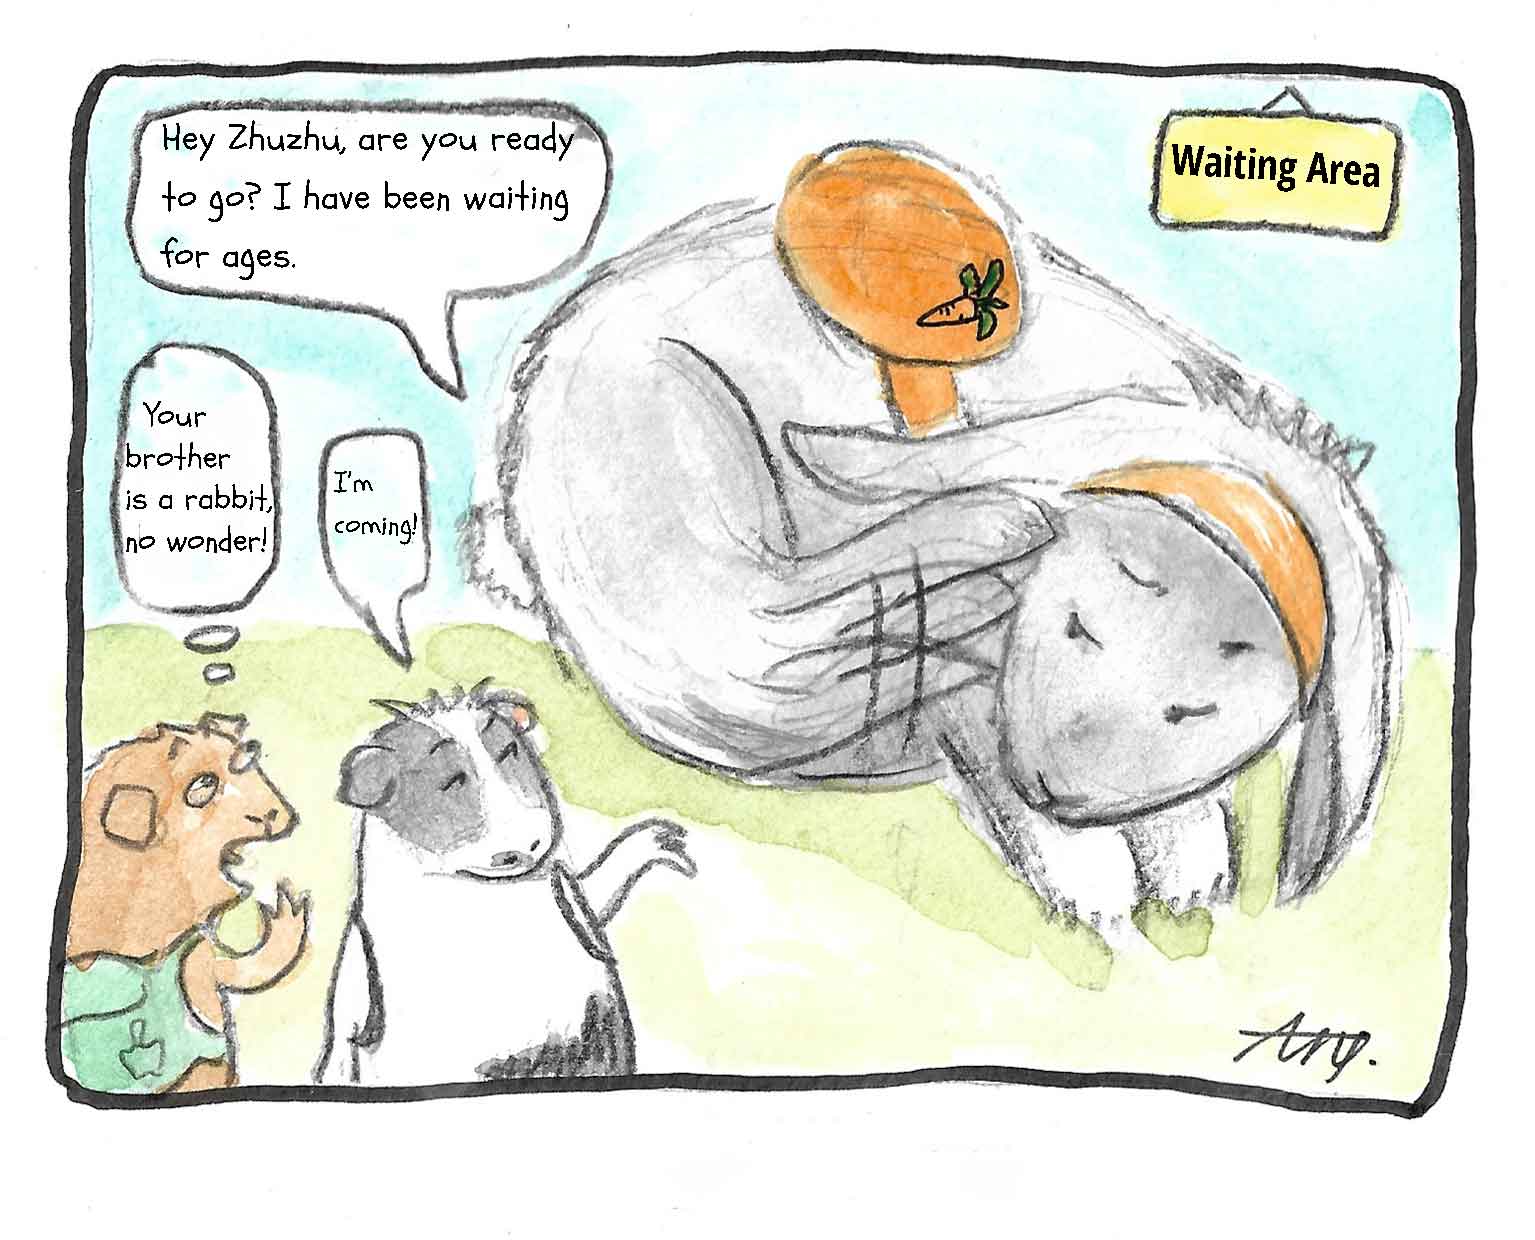 Hey Zhuzhu, are you ready
to go? I have been waiting
for ages.
Waiting Area
Your
brother
is a rabbit,
no wonder!
I'm
coming!